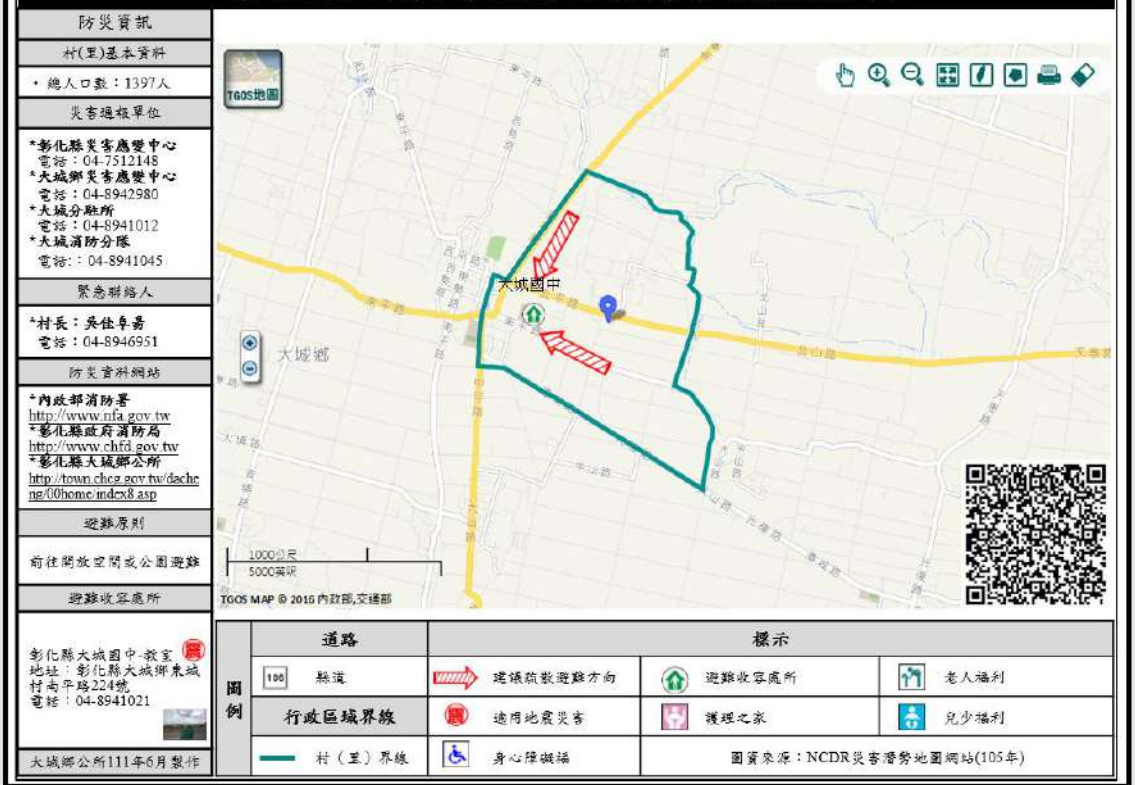 防災資訊
村(里)基本資料
・總人口數：1397人
災害通報單位
*彰化縣災害應變中心
電話：04-7512148
*大城鄉災害應變中心
電話：04-8942980
*大城分駐所
電話：04-8941012
*大城消防分隊
電話:：04-8941045
緊急聯絡人
*村長：吳佳阜
電話：04-8946951
防災資料網站
*內政部消防署
http://www.nfa.gov.tw
*彰化縣政府消防局
http://www.chfd.gov.tw
*彰化縣大城鄉公所
http://town.chcg.gov.tw/dache
ng/00home/index8.asp
避難原則
前往開放空間或公園避難
避難收容處所
彰化縣大城國中-教室
震
地址：彰化縣大城鄉東城
村南平路224號
電話：04-8941021
大城鄉公所111年6月製作
TGOS地圖
大城國中
南平路
大城鄉
北山路
中山路
1000公尺
5000英呎
TGOS MAP © 2016 內政部,交通部
圖例
道路
標示
100
縣道
建議疏散避難方向
避難收容處所
老人福利
行政區域界線
震
適用地震災害
護理之家
兒少福利
村（里）界線
身心障礙福
圖資來源：NCDR災害潛勢地圖網站(105年)